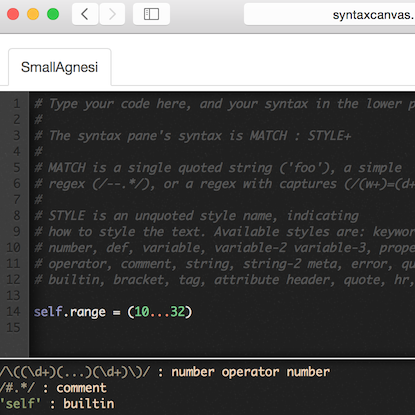 syntaxcanvas.
SmallAgnesi
1 # Type your code here, and your syntax in the lower p
2 #
3 # The syntax pane's syntax is MATCH : STYLE+
4 #
5 # MATCH is a single quoted string ('foo'), a simple
6 # regex (/--.*/), or a regex with captures (/(w+)=(d+
7 #
8 # STYLE is an unquoted style name, indicating
9 # how to style the text. Available styles are: keywor
10 # number, def, variable, variable-2 variable-3, prope
11 # operator, comment, string, string-2 meta, error, qu
12 # builtin, bracket, tag, attribute header, quote, hr,
13
14 self.range = (10...32)
15
/\((\d+)(...)(\d+)\)/ : number operator number
/#.*/ : comment
'self' : builtin